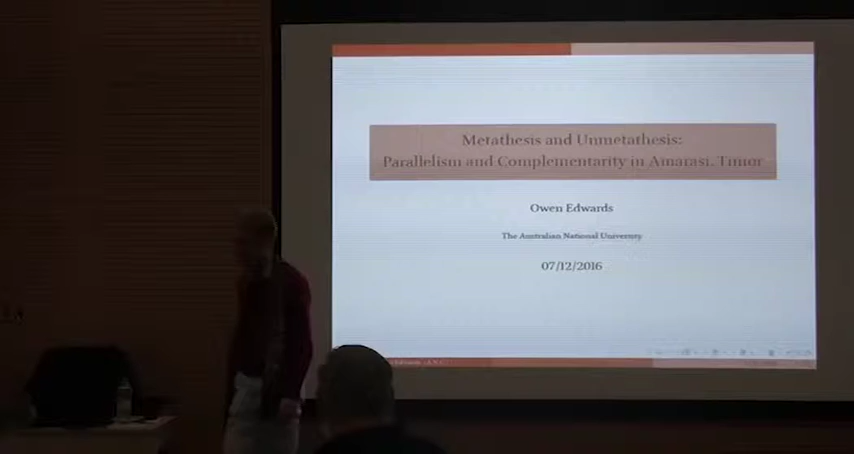 Metathesis and Unmetathesis:
Parallelism and Complementarity in Amarasi, Timor
Owen Edwards
The Australian National University
07/12/2016